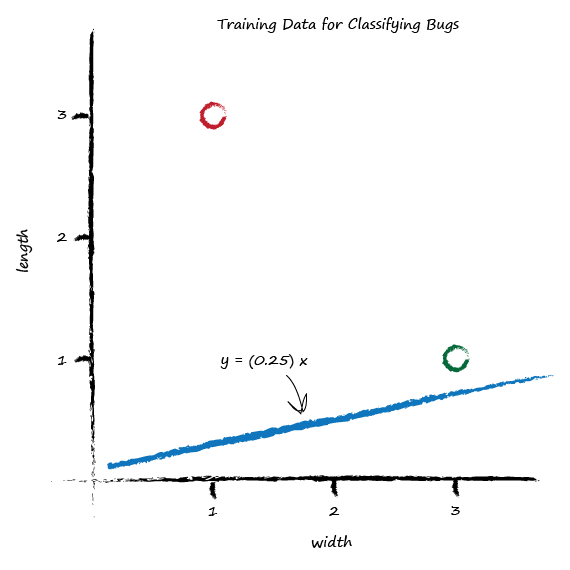 Training Data for Classifying Bugs
3
2
length
1
y = (0.25) x
1
2
3
width